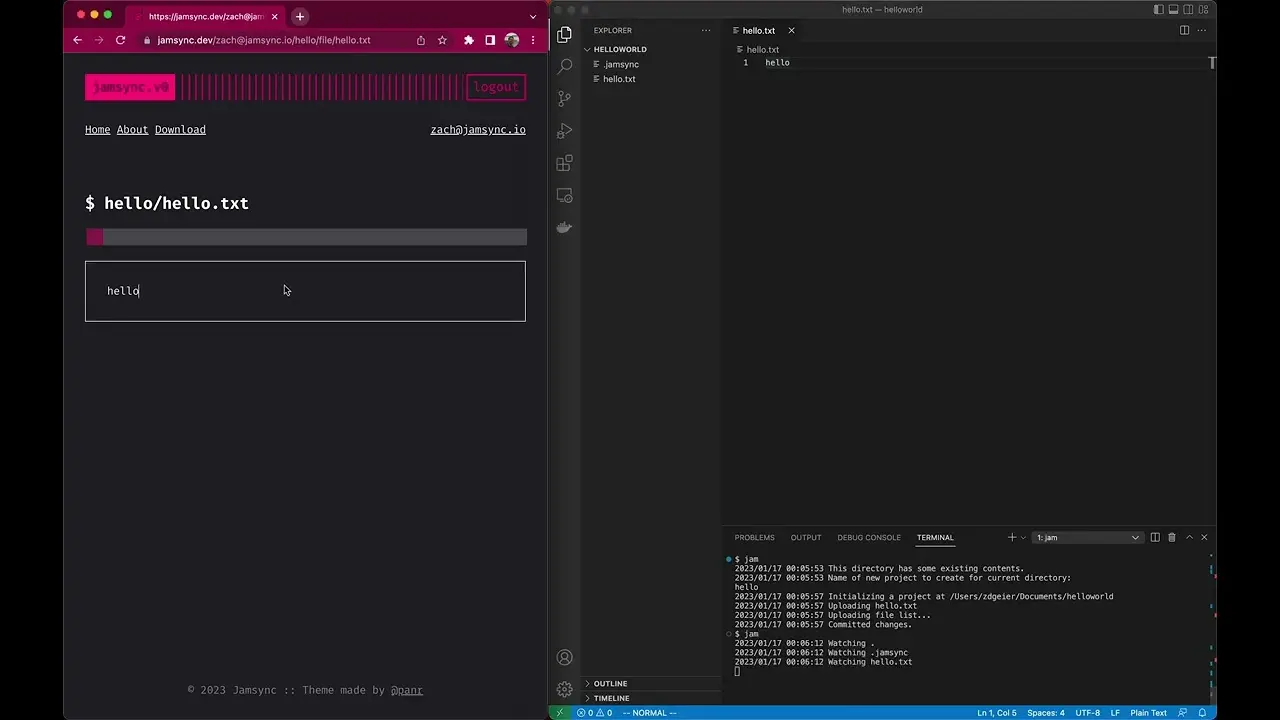 https://jamsync.dev/zach@jam
jamsync.dev/zach@jamsync.io/hello/file/hello.txt
jamsync.v0
logout
Home About Download
zach@jamsync.io
$ hello/hello.txt
hello
© 2023 Jamsync :: Theme made by @panr
hello.txt — helloworld
EXPLORER
HELLOWORLD
.jamsync
hello.txt
hello.txt
hello.txt
1 hello
PROBLEMS OUTPUT DEBUG CONSOLE TERMINAL
1: jam
$ jam
2023/01/17 00:05:53 This directory has some existing contents.
2023/01/17 00:05:53 Name of new project to create for current directory:
hello
2023/01/17 00:05:57 Initializing a project at /Users/zdgeier/Documents/helloworld
2023/01/17 00:05:57 Uploading hello.txt
2023/01/17 00:05:57 Uploading file list...
2023/01/17 00:05:57 Committed changes.
$ jam
2023/01/17 00:06:12 Watching .
2023/01/17 00:06:12 Watching .jamsync
2023/01/17 00:06:12 Watching hello.txt
OUTLINE
TIMELINE
0 0 -- NORMAL --
Ln 1, Col 5 Spaces: 4 UTF-8 LF Plain Text